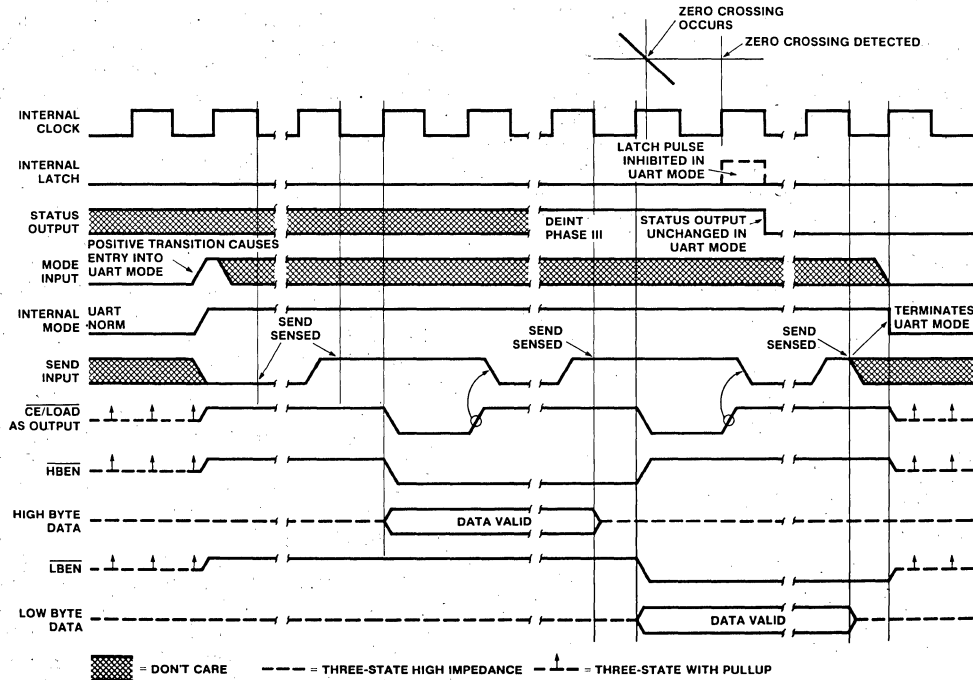 ZERO CROSSING
OCCURS
ZERO CROSSING DETECTED
INTERNAL
CLOCK
LATCH PULSE
INHIBITED IN
UART MODE
INTERNAL
LATCH
STATUS
OUTPUT
DEINT
PHASE III
STATUS OUTPUT
UNCHANGED IN
UART MODE
POSITIVE TRANSITION CAUSES
ENTRY INTO
UART MODE
MODE
INPUT
INTERNAL
MODE
UART
NORM
TERMINATES
UART MODE
SEND
SENSED
SEND
SENSED
SEND
SENSED
SEND
INPUT
CE/LOAD
AS OUTPUT
HBEN
HIGH BYTE
DATA
DATA VALID
LBEN
LOW BYTE
DATA
DATA VALID
= DON'T CARE
= THREE-STATE HIGH IMPEDANCE
= THREE-STATE WITH PULLUP